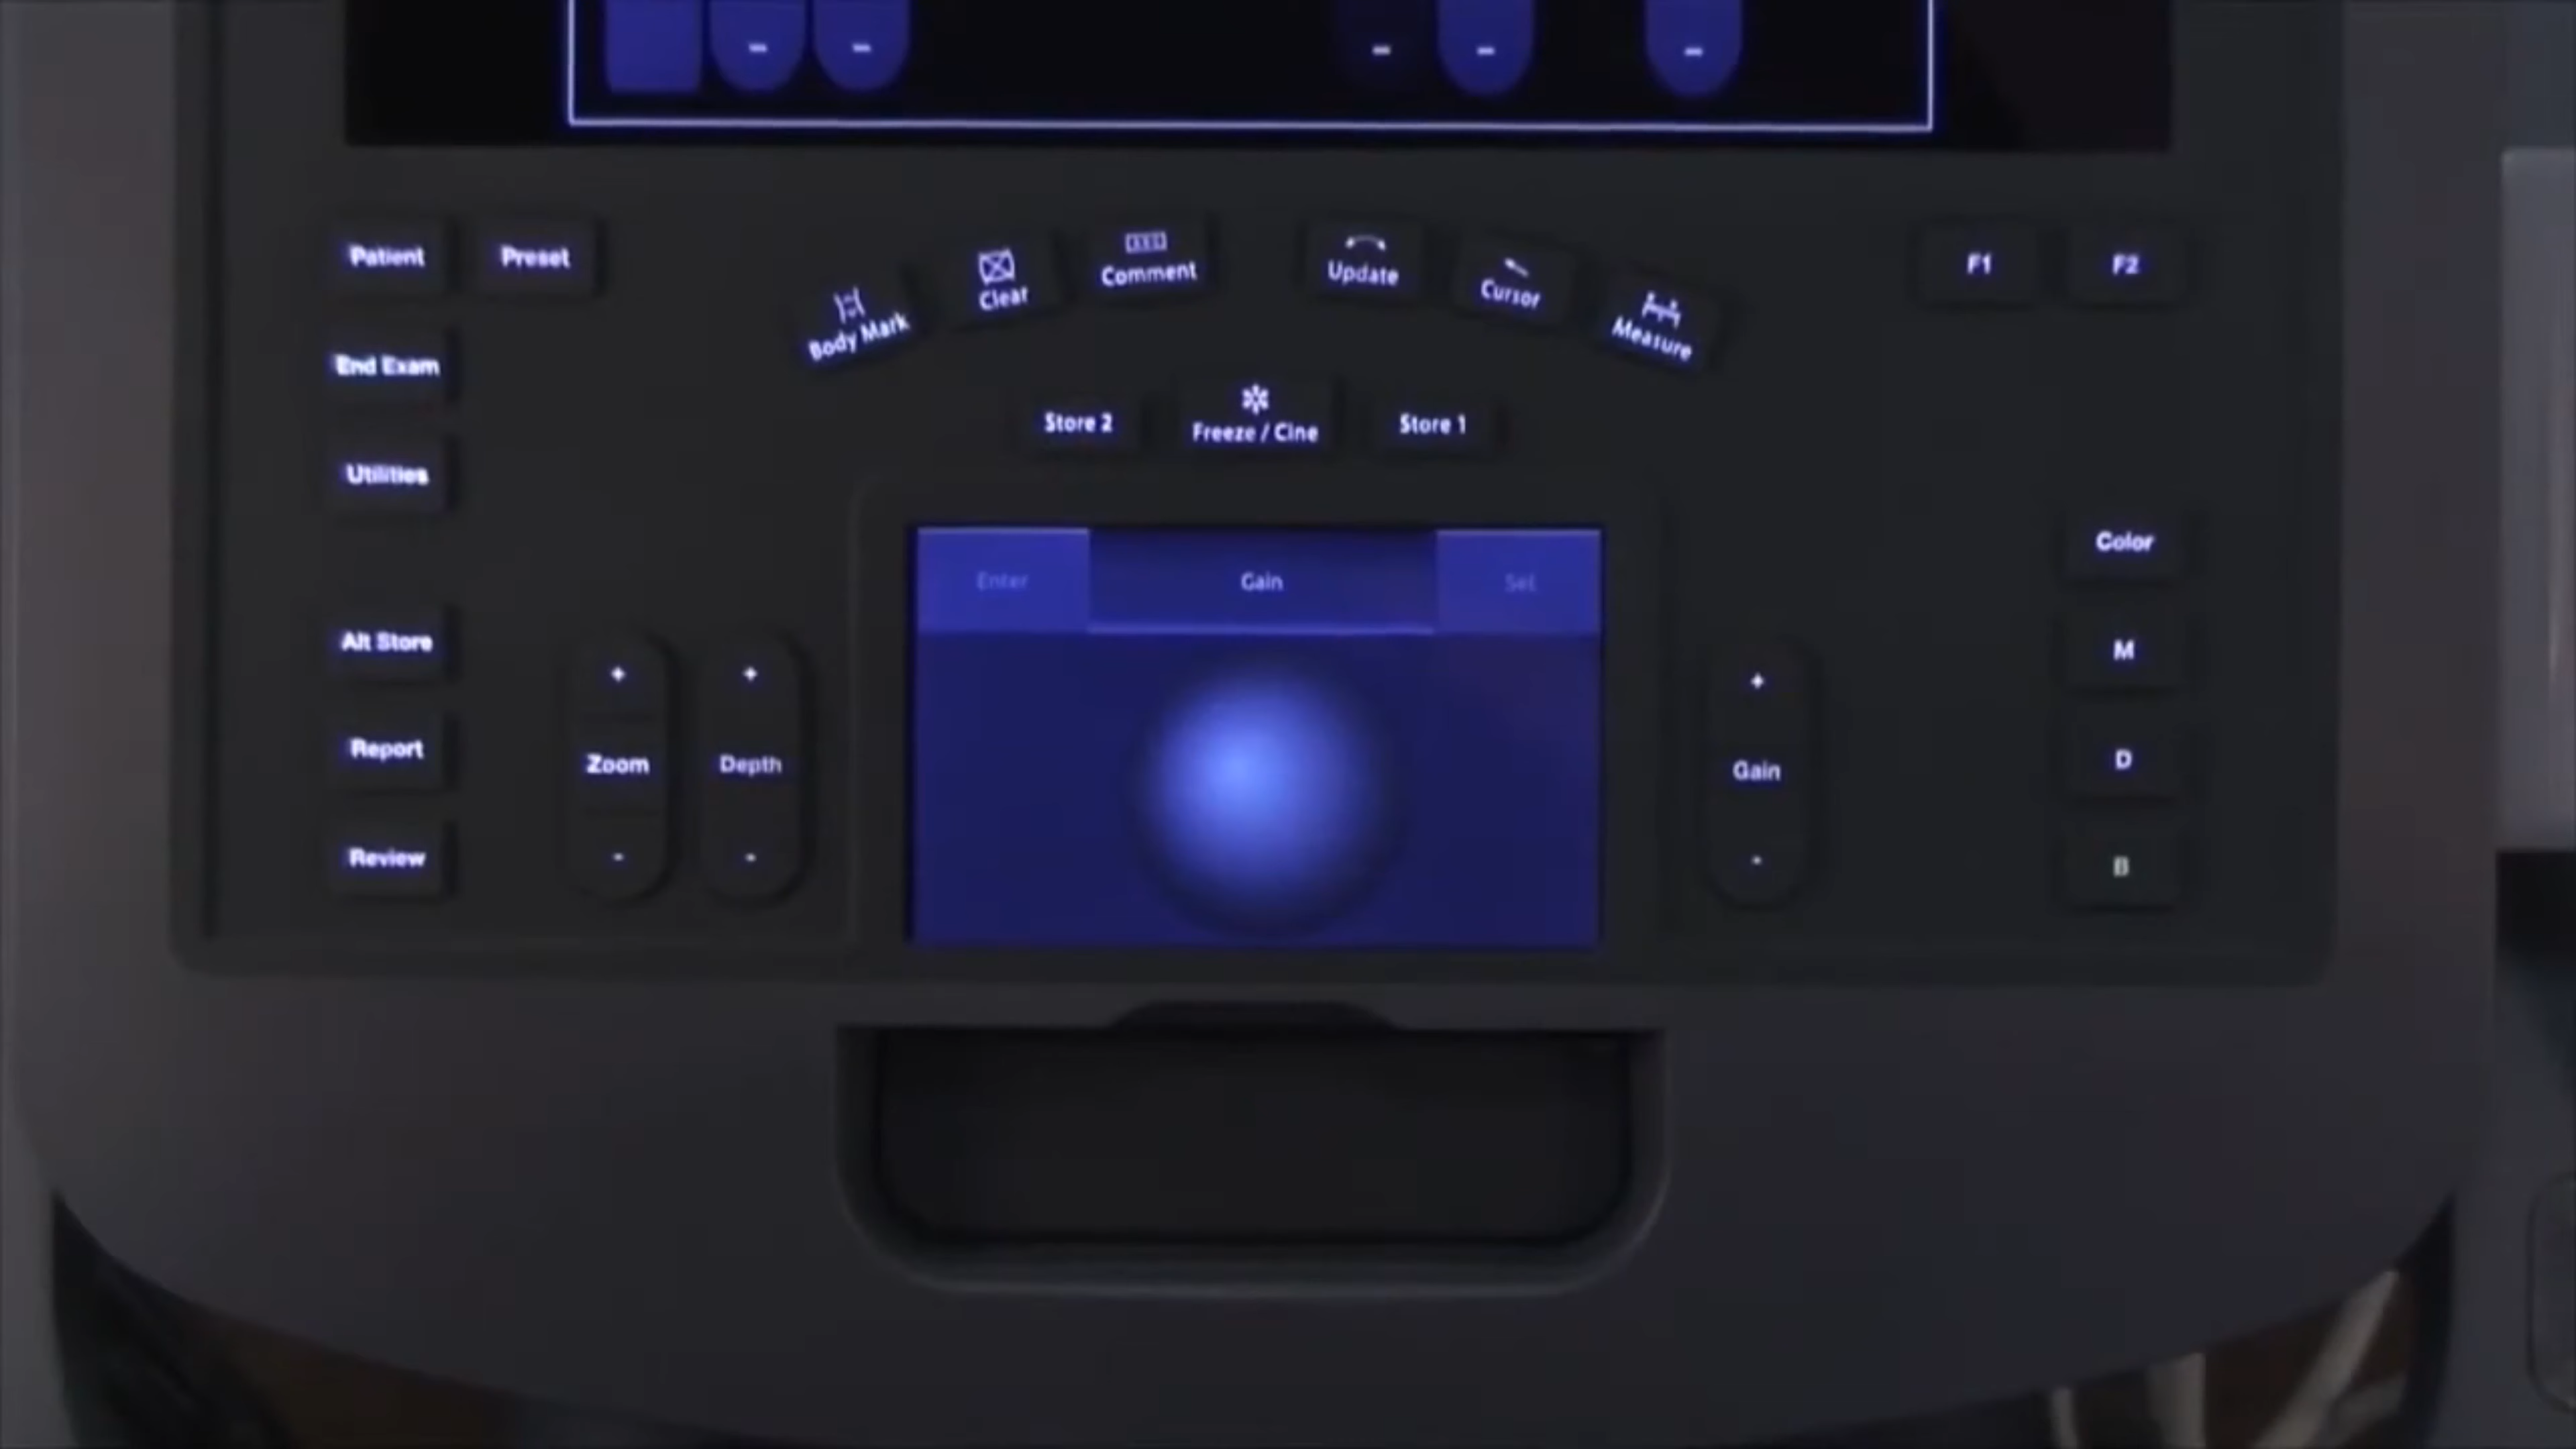 Patient
Preset
End Exam
Utilities
Alt Store
Report
Review
Body Mark
Clear
Comment
Update
Cursor
Measure
F1
F2
Store 2
Freeze / Cine
Store 1
Enter
Gain
Set
+
Zoom
-
+
Depth
-
+
Gain
-
Color
M
D
B